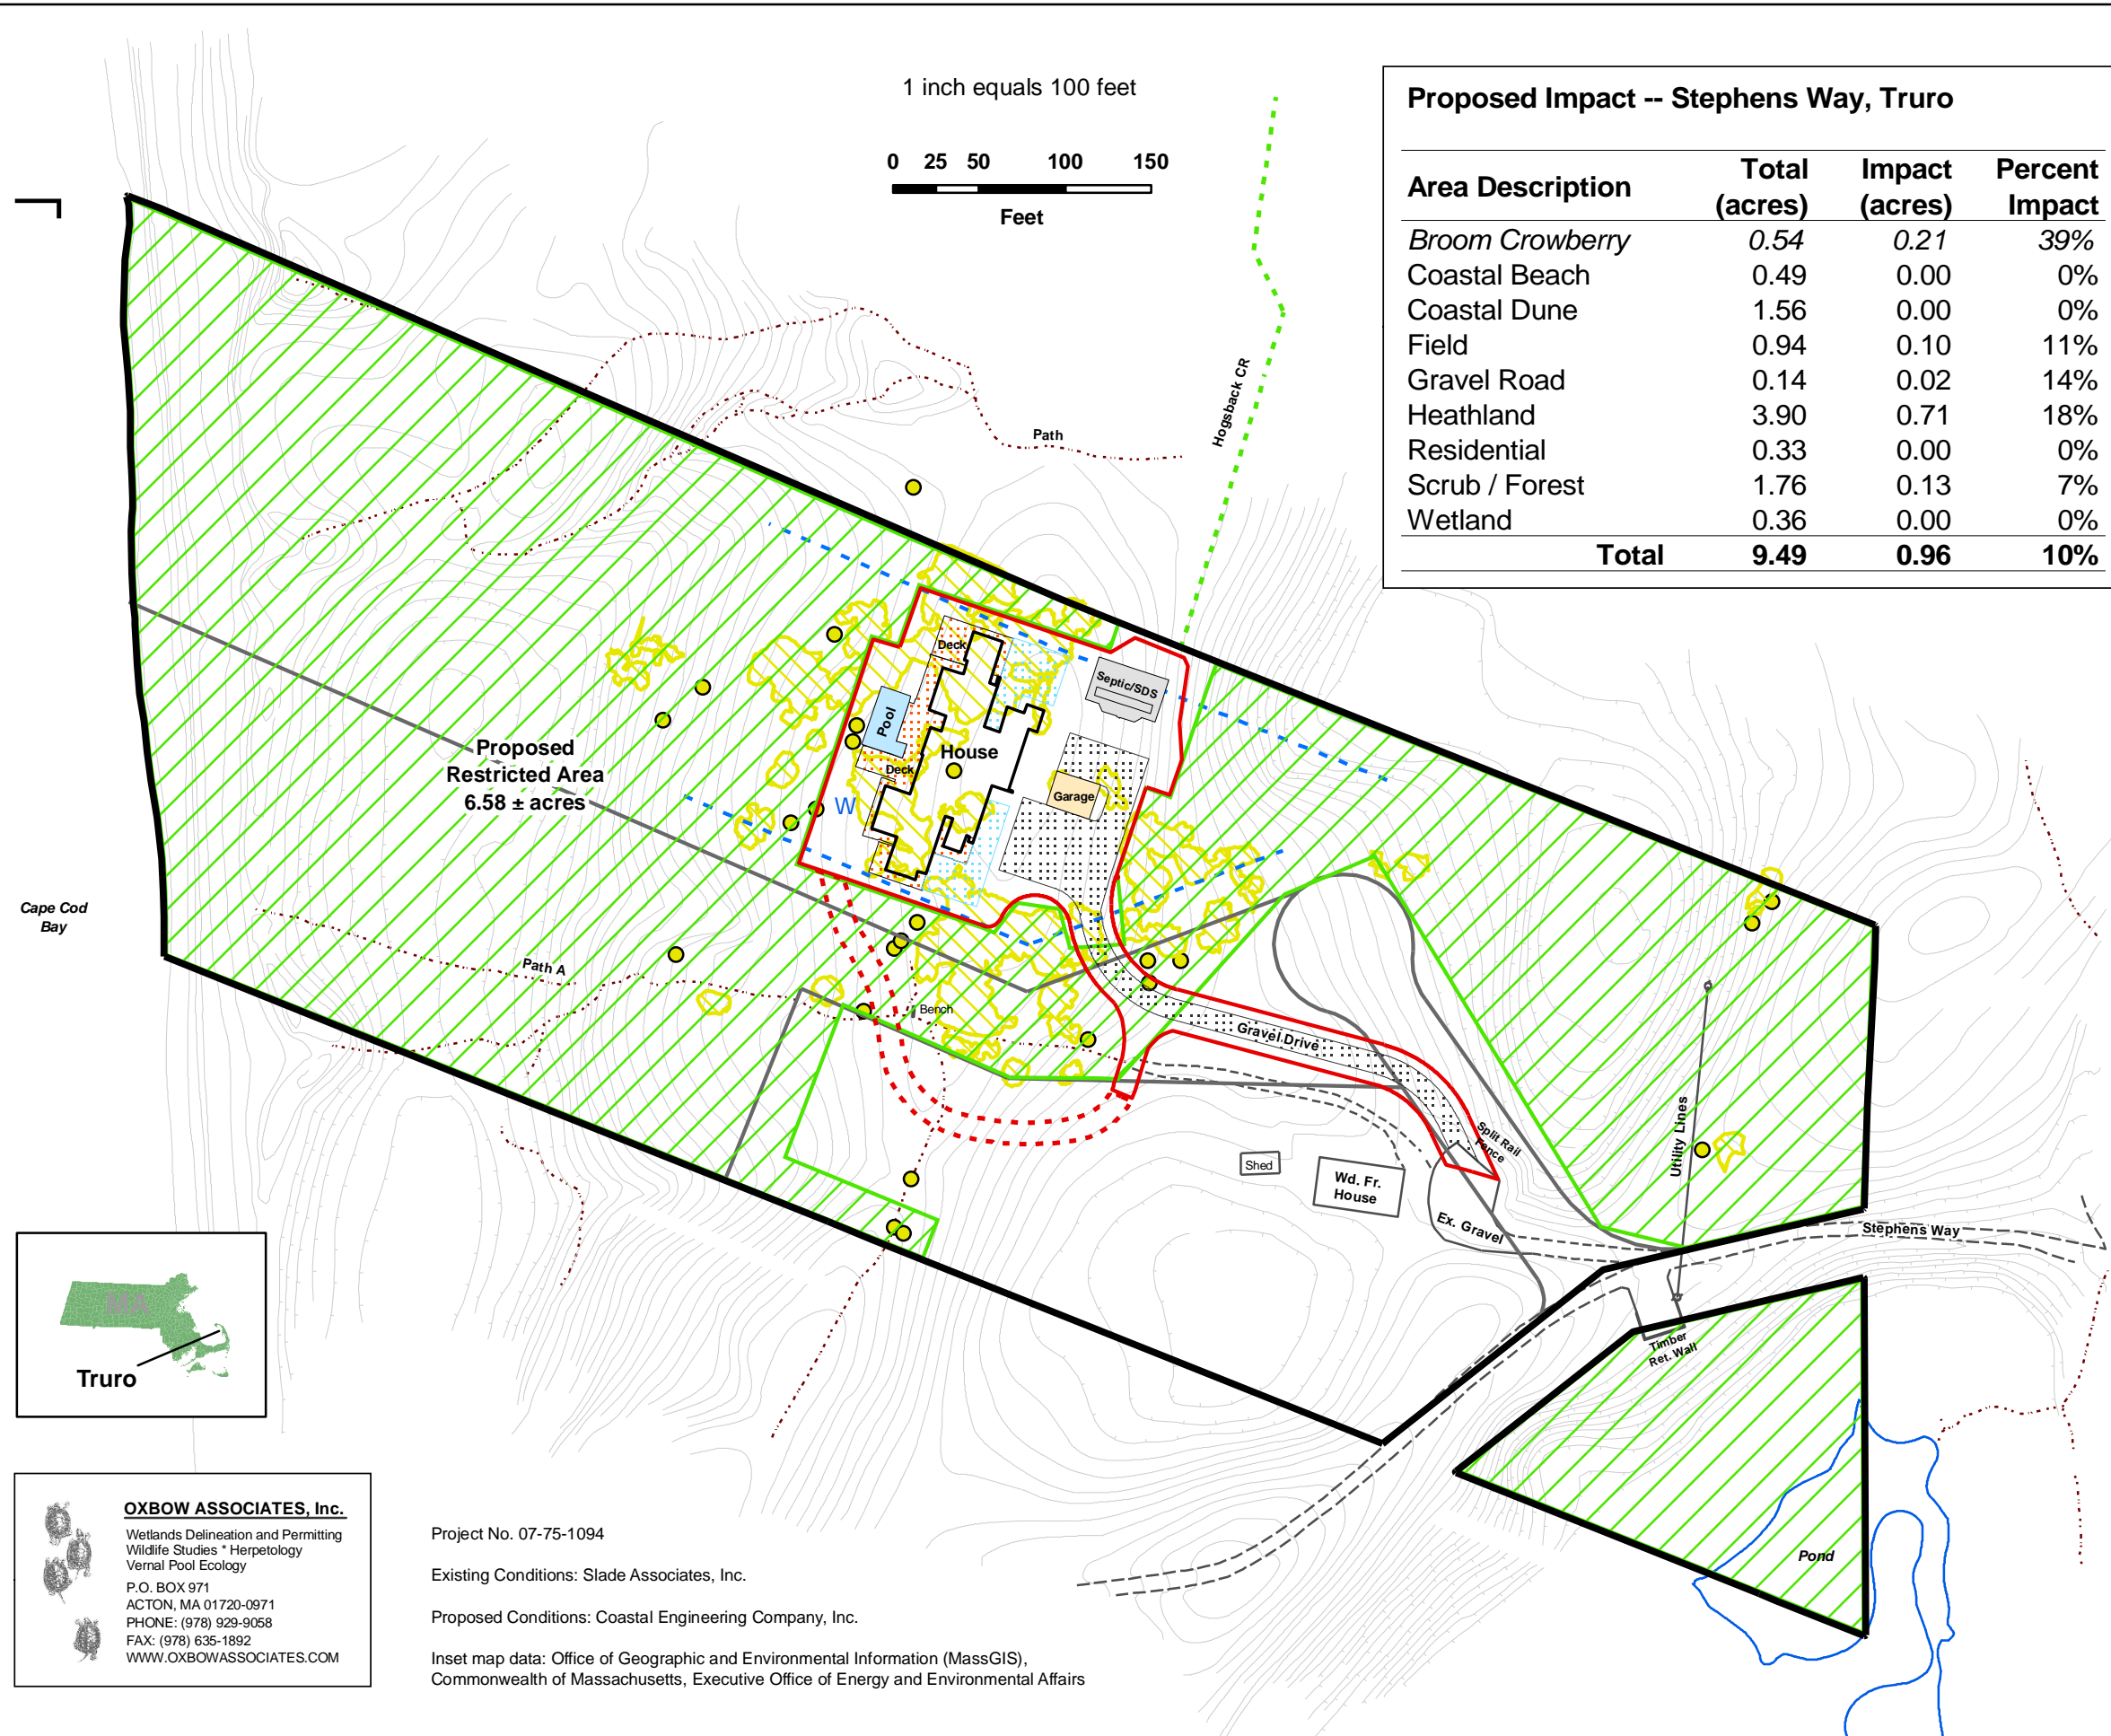 1 inch equals 100 feet
0 25 50 100 150
Feet
Proposed Impact -- Stephens Way, Truro
Area Description Total (acres) Impact (acres) Percent Impact
Broom Crowberry 0.54 0.21 39%
Coastal Beach 0.49 0.00 0%
Coastal Dune 1.56 0.00 0%
Field 0.94 0.10 11%
Gravel Road 0.14 0.02 14%
Heathland 3.90 0.71 18%
Residential 0.33 0.00 0%
Scrub / Forest 1.76 0.13 7%
Wetland 0.36 0.00 0%
Total 9.49 0.96 10%
Hogsback CR
Path
Deck
Septic/SDS
Pool
House
Deck
Garage
W
Proposed
Restricted Area
6.58 ± acres
Cape Cod
Bay
Path A
Bench
Gravel Drive
Split Rail
Fence
Utility Lines
Shed
Wd. Fr.
House
Ex. Gravel
Stephens Way
Timber
Ret. Wall
Pond
MA
Truro
OXBOW ASSOCIATES, Inc.
Wetlands Delineation and Permitting
Wildlife Studies * Herpetology
Vernal Pool Ecology
P.O. BOX 971
ACTON, MA 01720-0971
PHONE: (978) 929-9058
FAX: (978) 635-1892
WWW.OXBOWASSOCIATES.COM
Project No. 07-75-1094
Existing Conditions: Slade Associates, Inc.
Proposed Conditions: Coastal Engineering Company, Inc.
Inset map data: Office of Geographic and Environmental Information (MassGIS),
Commonwealth of Massachusetts, Executive Office of Energy and Environmental Affairs